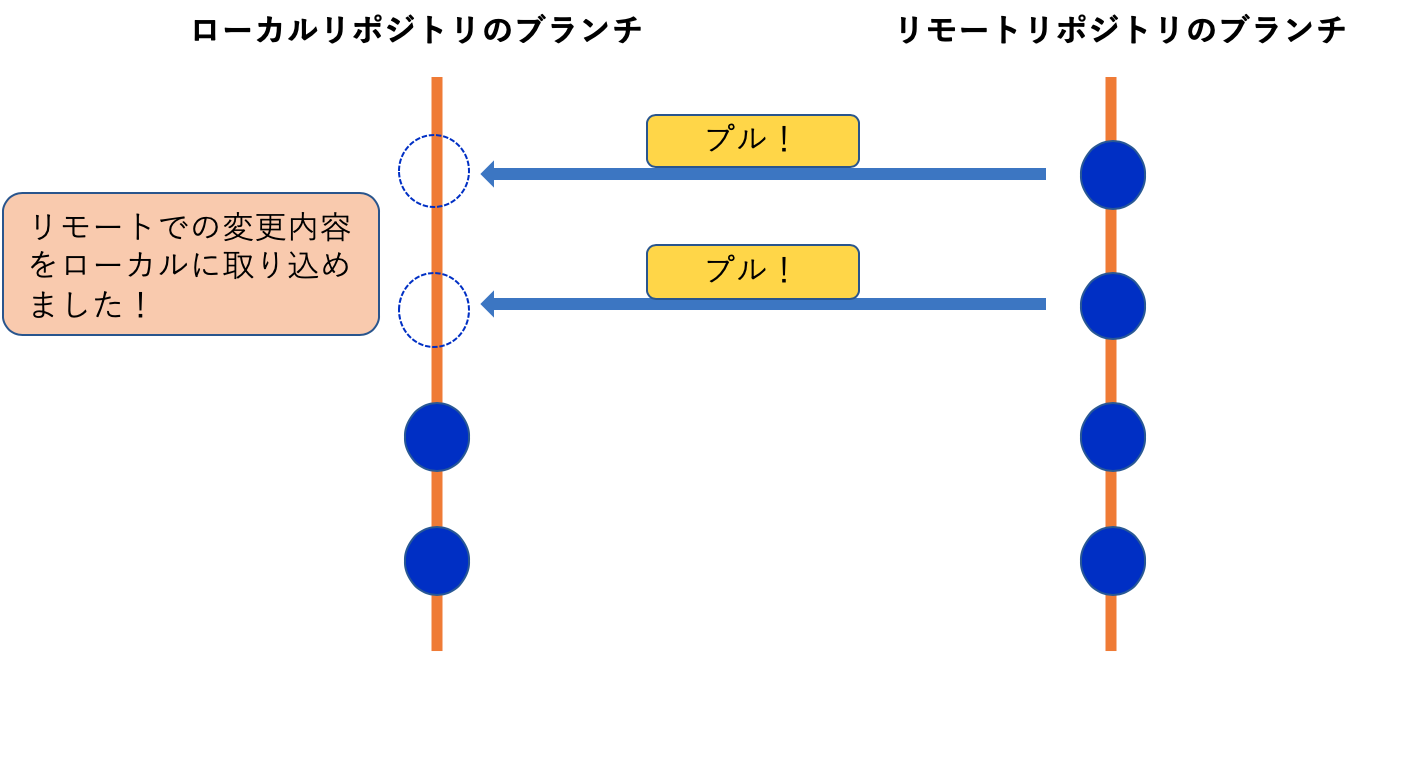 ローカルリポジトリのブランチ
リモートリポジトリのブランチ
プル！
リモートでの変更内容
をローカルに取り込め
ました！
プル！